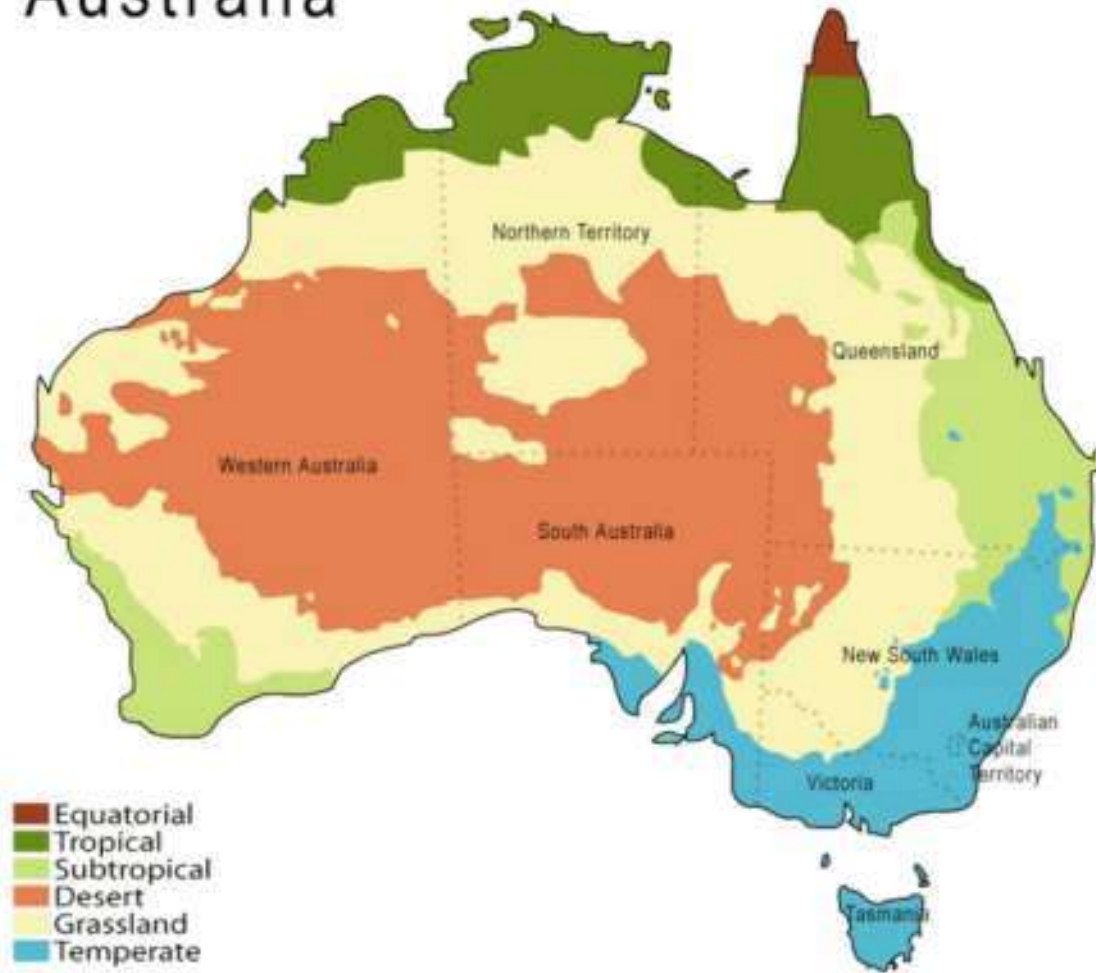 Australia
Northern Territory
Queensland
Western Australia
South Australia
New South Wales
Australian
Capital
Territory
Victoria
Tasmania
Equatorial
Tropical
Subtropical
Desert
Grassland
Temperate